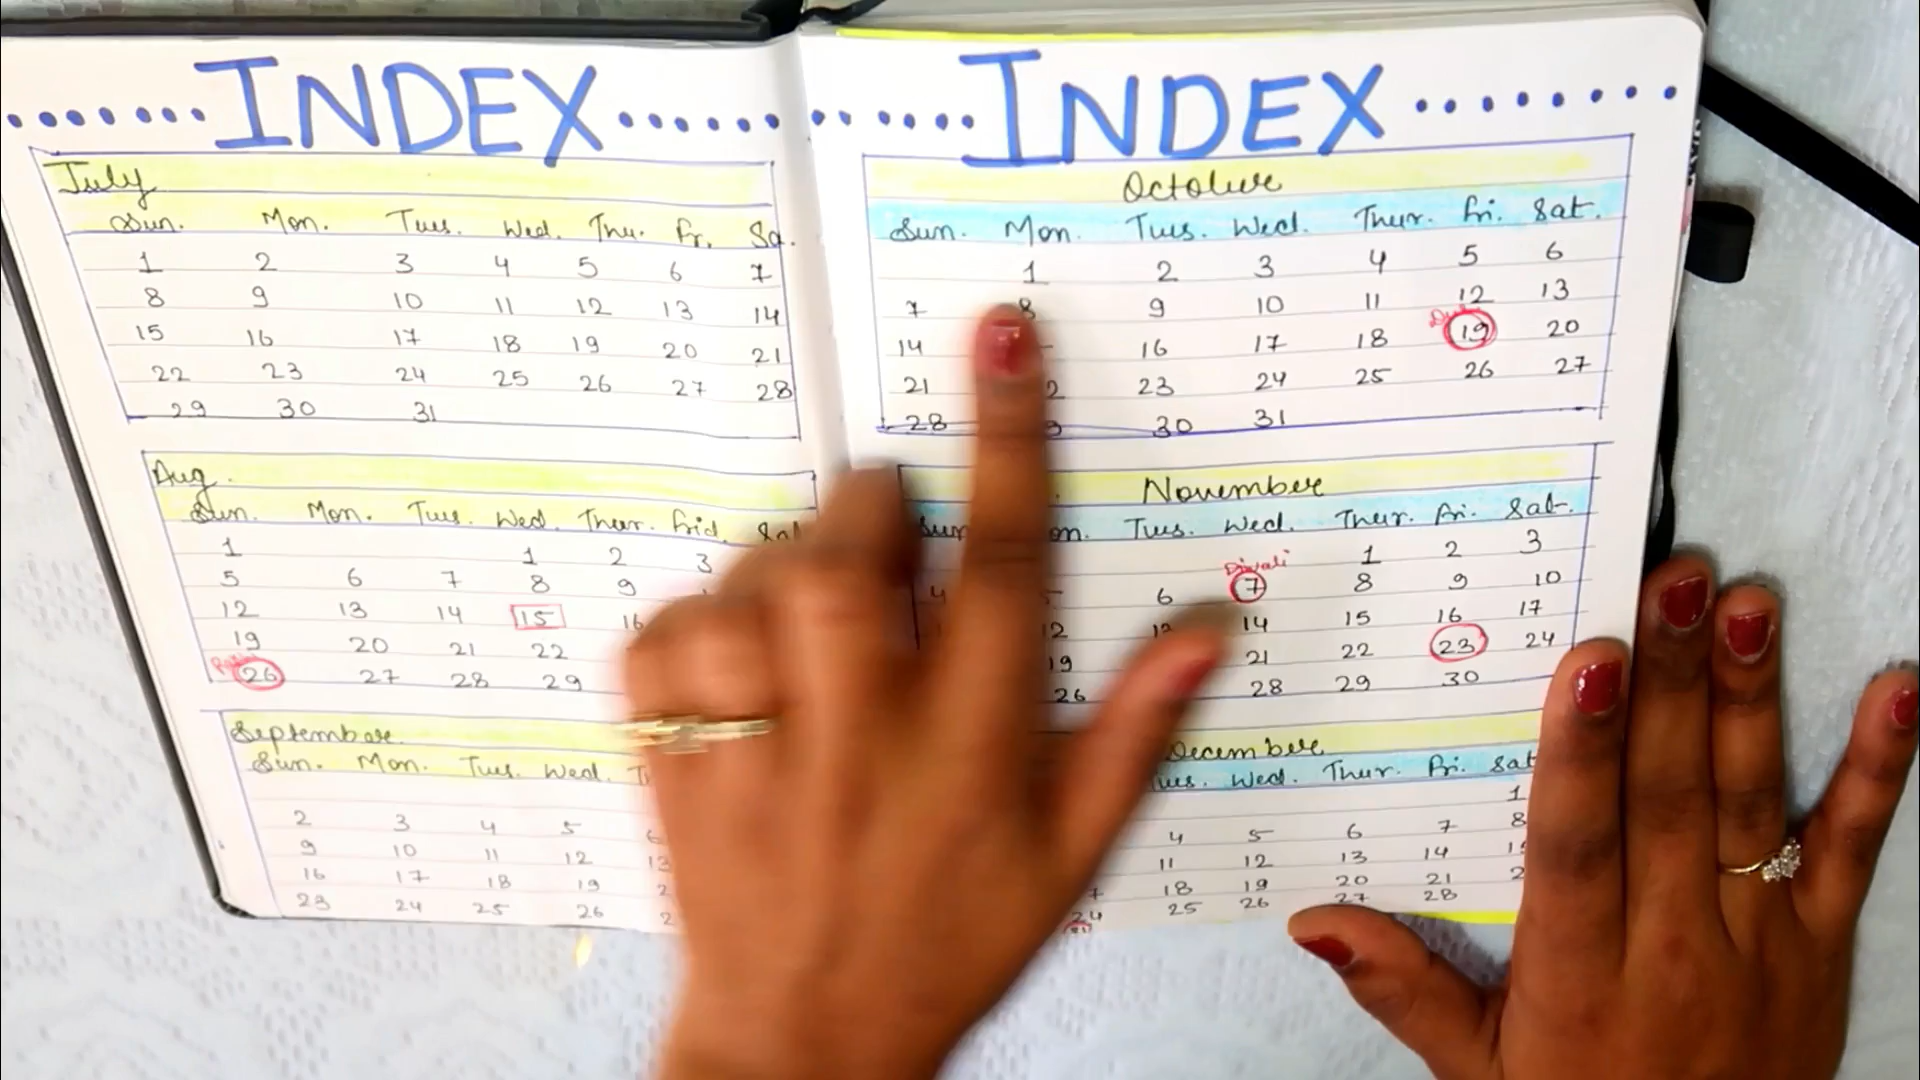 INDEX
July
Sun. Mon. Tues. Wed. Thu. Fr. Sa.
1 2 3 4 5 6 7
8 9 10 11 12 13 14
15 16 17 18 19 20 21
22 23 24 25 26 27 28
29 30 31
Aug.
Sun. Mon. Tues. Wed. Thur. Frid.
1 1 2 3
5 6 7 8 9
12 13 14 15 16
19 20 21 22
26 27 28 29
September
Sun. Mon. Tues. Wed.
2 3 4 5 6
9 10 11 12 13
16 17 18 19
23 24 25 26
INDEX
October
Sun. Mon. Tues. Wed. Thur. Fri. Sat.
1 2 3 4 5 6
7 8 9 10 11 12 13
14 16 17 18 19 20
21 23 24 25 26 27
28 30 31
November
Tues. Wed. Thur. Fri. Sat.
1 2 3
Diwali
6 7 8 9 10
14 15 16 17
21 22 23 24
19
26 28 29 30
December
Wed. Thur. Fri. Sat
1
4 5 6 7 8
11 12 13 14
18 19 20 21
24 25 26 27 28